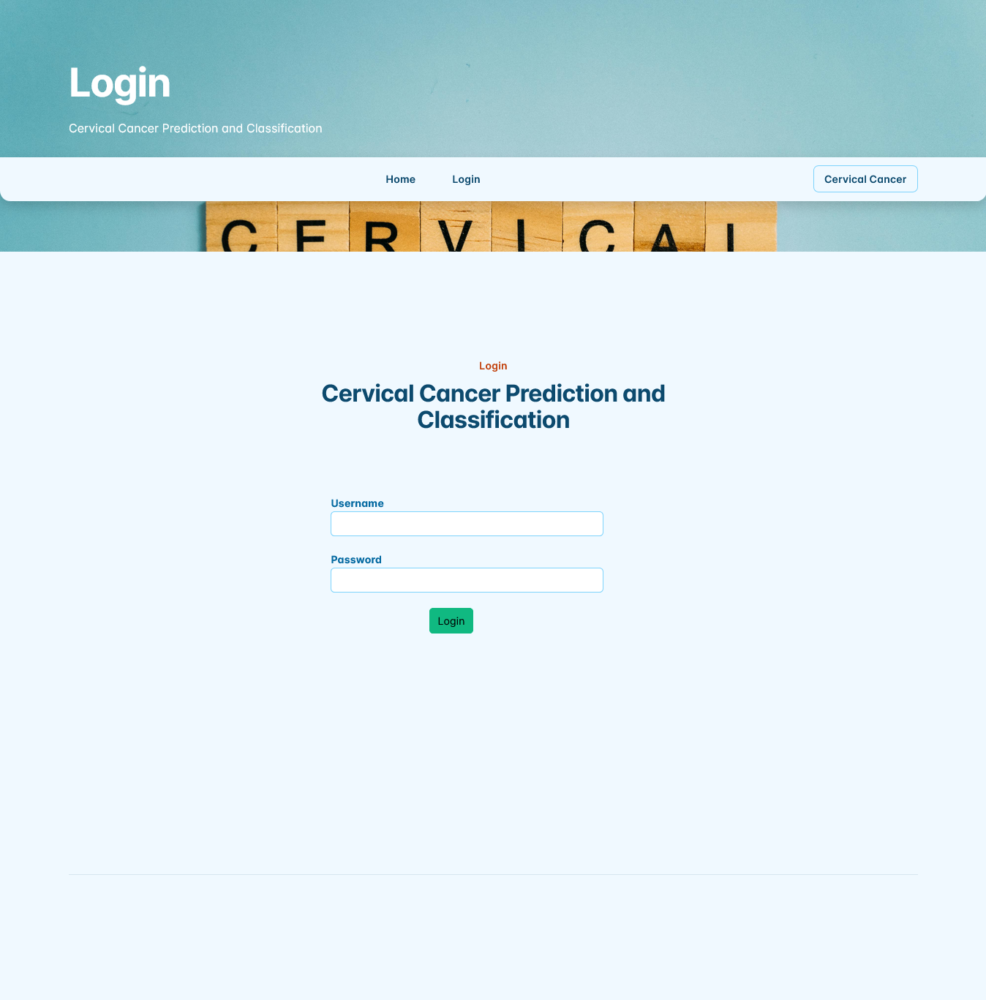 Login
Cervical Cancer Prediction and Classification
Home
Login
Cervical Cancer
CERVICAL
Login
Cervical Cancer Prediction and
Classification
Username
Password
Login